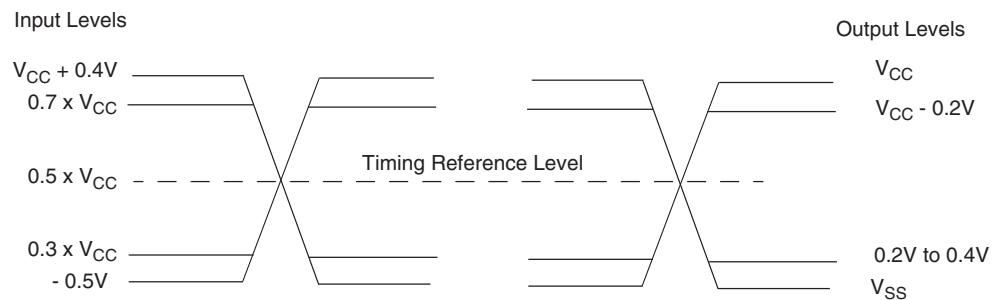 Input Levels
Output Levels
VCC + 0.4V
VCC
0.7 x VCC
VCC - 0.2V
Timing Reference Level
0.5 x VCC
0.3 x VCC
0.2V to 0.4V
- 0.5V
VSS